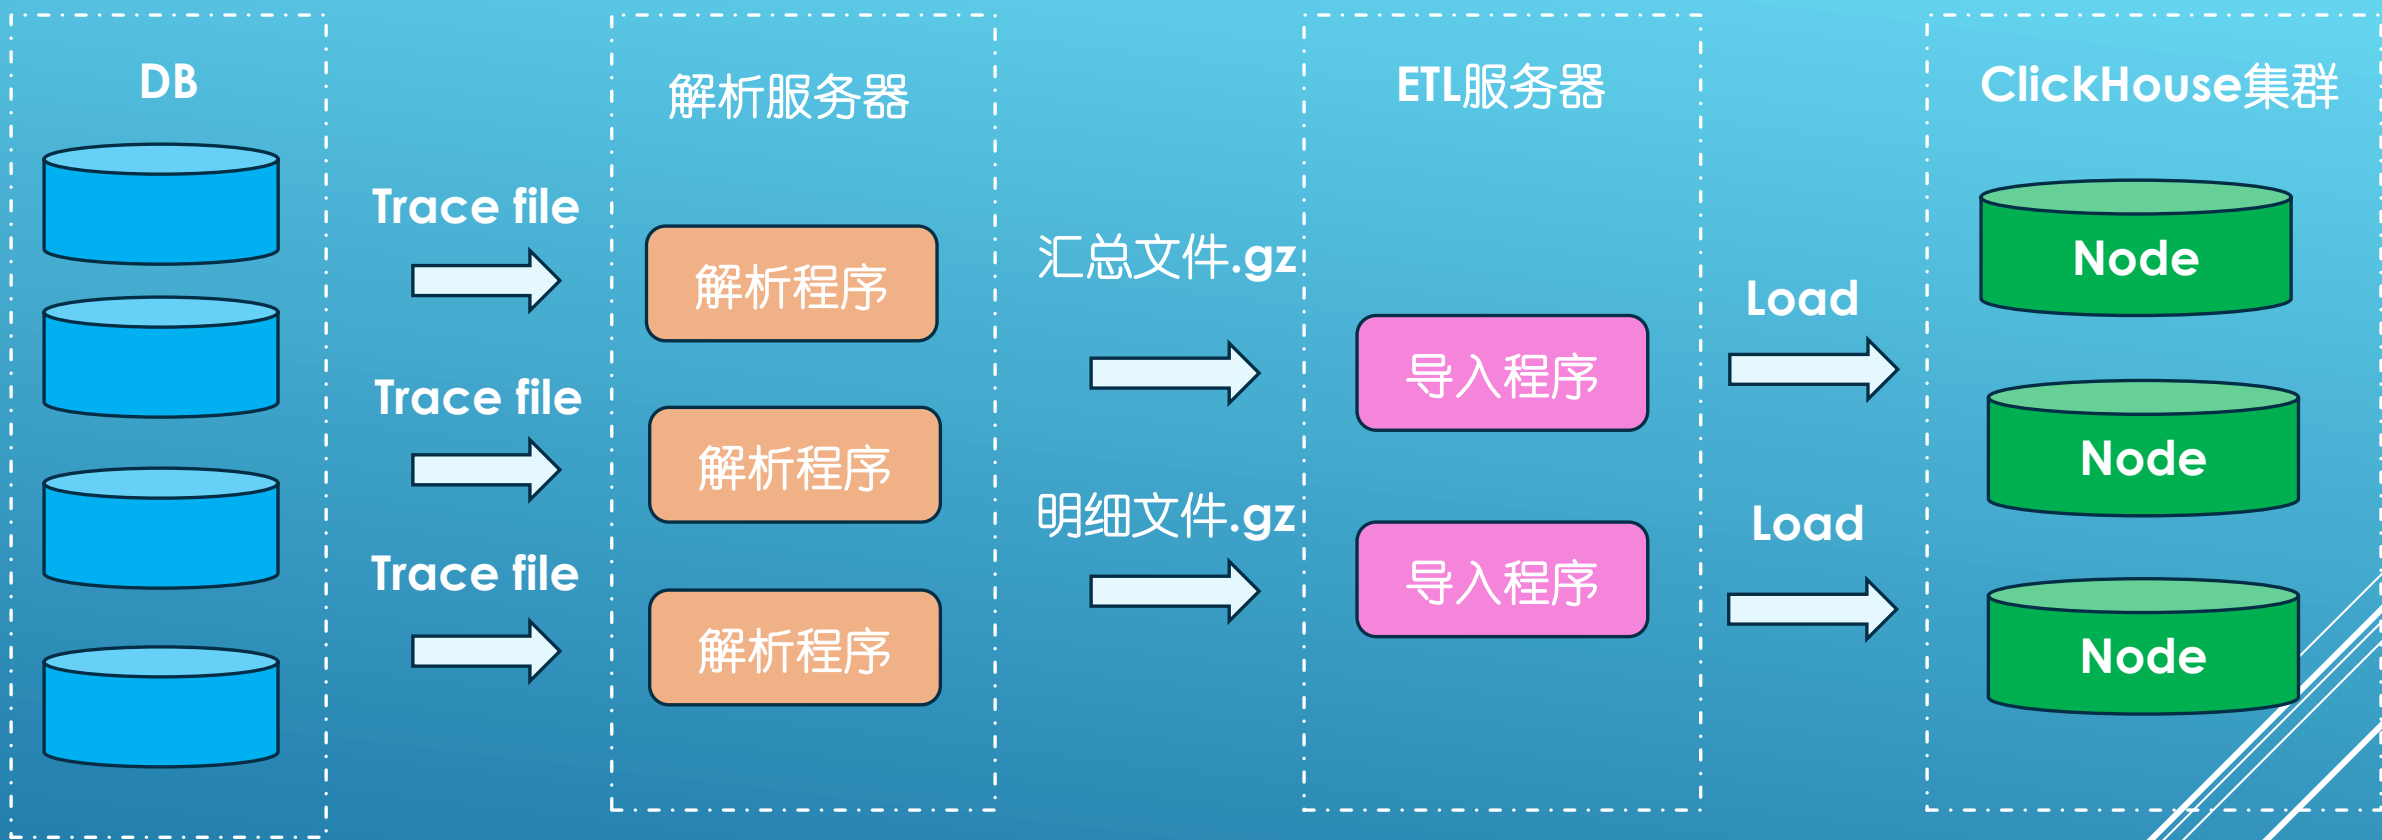 DB
Trace file
Trace file
Trace file
解析服务器
解析程序
解析程序
解析程序
汇总文件.gz
明细文件.gz
ETL服务器
导入程序
导入程序
Load
Load
ClickHouse集群
Node
Node
Node